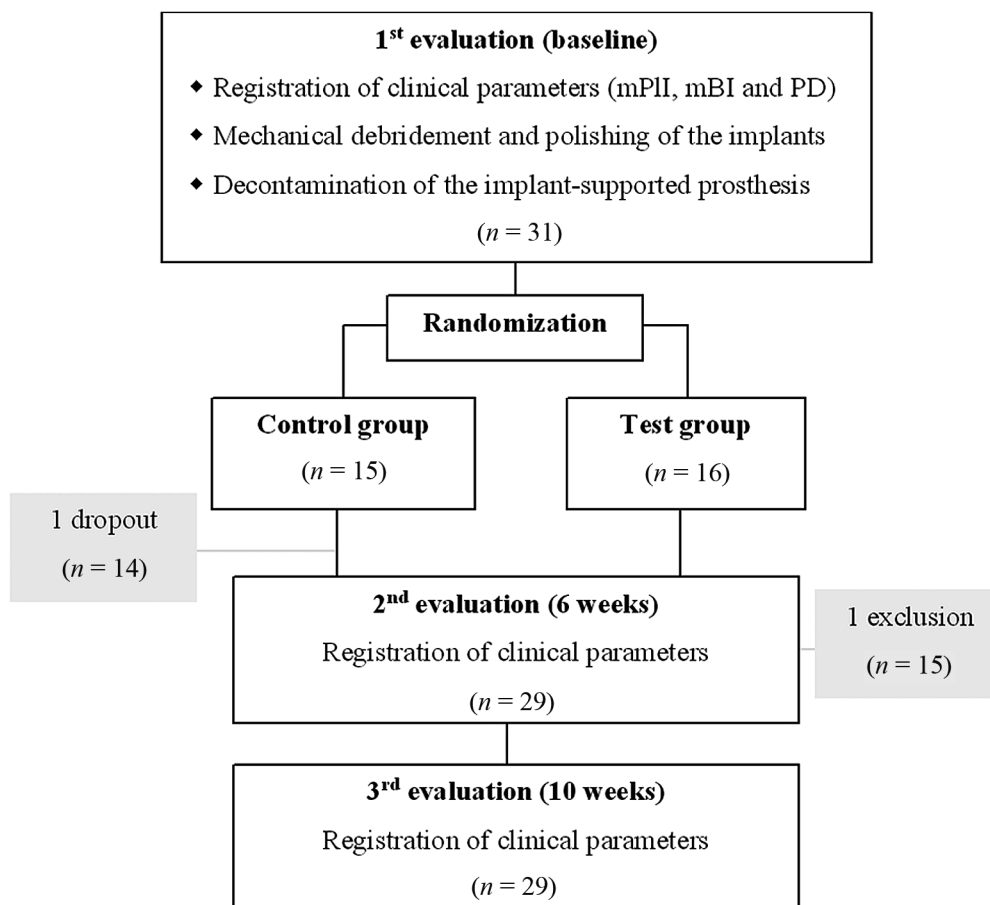 1st evaluation (baseline)
◆ Registration of clinical parameters (mPlI, mBI and PD)
◆ Mechanical debridement and polishing of the implants
◆ Decontamination of the implant-supported prosthesis
(n = 31)
Randomization
Control group
(n = 15)
Test group
(n = 16)
1 dropout
(n = 14)
2nd evaluation (6 weeks)
Registration of clinical parameters
(n = 29)
1 exclusion
(n = 15)
3rd evaluation (10 weeks)
Registration of clinical parameters
(n = 29)